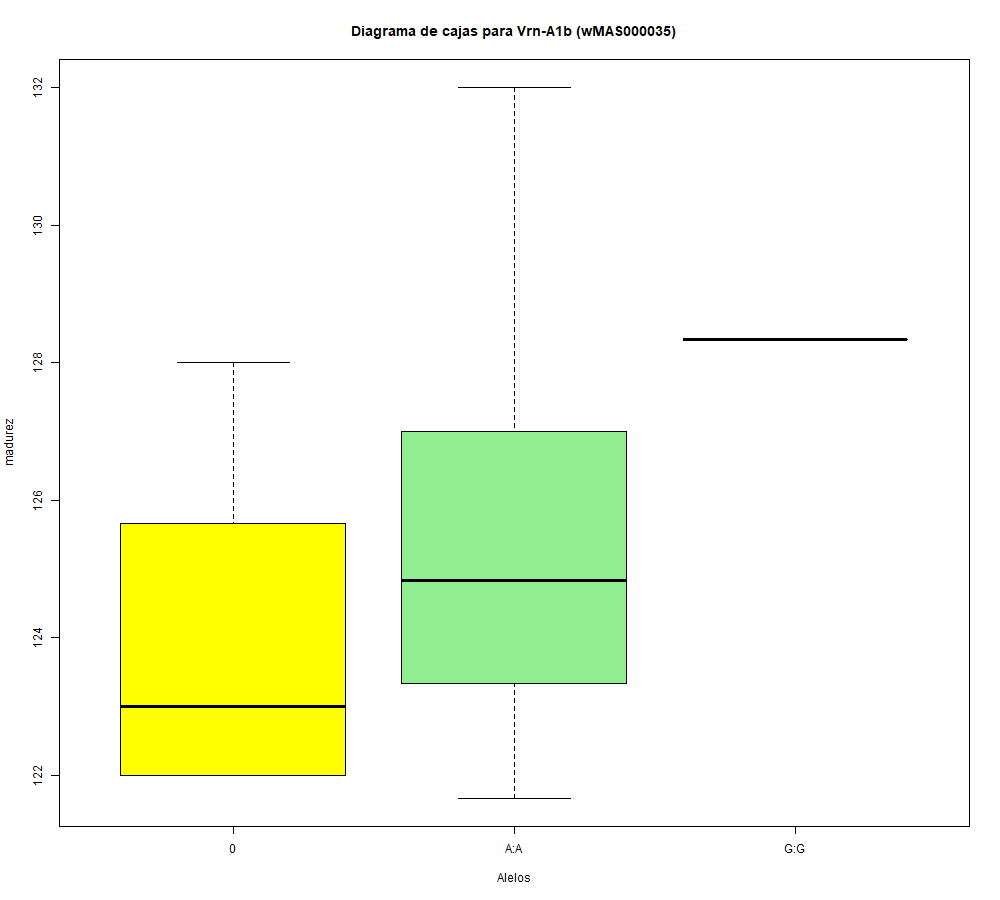 Diagrama de cajas para Vrn-A1b (wMAS000035)
132
130
128
126
124
122
madurez
0
A:A
G:G
Alelos